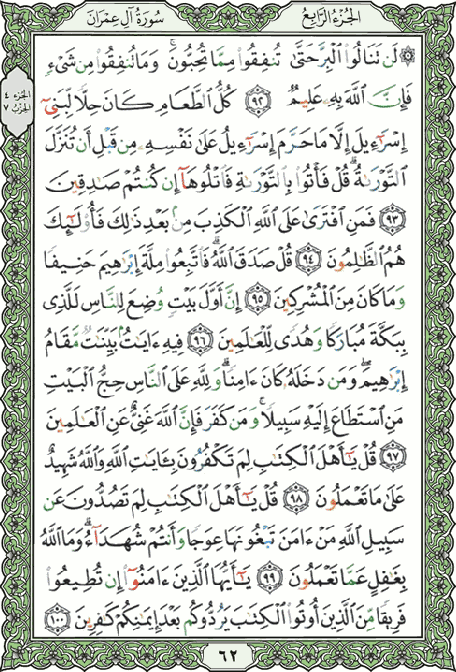 سُورَةُ آلِ عِمْرَانَ
الجُزْءُ الرَّابِعُ
الجزء ٤
الحزب ٧
لَن تَنَالُوا۟ ٱلْبِرَّ حَتَّىٰ تُنفِقُوا۟ مِمَّا تُحِبُّونَ ۚ وَمَا تُنفِقُوا۟ مِن شَىْءٍ
فَإِنَّ ٱللَّهَ بِهِۦ عَلِيمٌ ٩٢ كُلُّ ٱلطَّعَامِ كَانَ حِلًّا لِّبَنِىٓ
إِسْرَٰٓءِيلَ إِلَّا مَا حَرَّمَ إِسْرَٰٓءِيلُ عَلَىٰ نَفْسِهِۦ مِن قَبْلِ أَن تُنَزَّلَ
ٱلتَّوْرَىٰةُ ۗ قُلْ فَأْتُوا۟ بِٱلتَّوْرَىٰةِ فَٱتْلُوهَآ إِن كُنتُمْ صَٰدِقِينَ
٩٣ فَمَنِ ٱفْتَرَىٰ عَلَى ٱللَّهِ ٱلْكَذِبَ مِنۢ بَعْدِ ذَٰلِكَ فَأُو۟لَٰٓئِكَ
هُمُ ٱلظَّٰلِمُونَ ٩٤ قُلْ صَدَقَ ٱللَّهُ ۗ فَٱتَّبِعُوا۟ مِلَّةَ إِبْرَٰهِيمَ حَنِيفًا
وَمَا كَانَ مِنَ ٱلْمُشْرِكِينَ ٩٥ إِنَّ أَوَّلَ بَيْتٍ وُضِعَ لِلنَّاسِ لَلَّذِى
بِبَكَّةَ مُبَارَكًا وَهُدًى لِّلْعَٰلَمِينَ ٩٦ فِيهِ ءَايَٰتٌۢ بَيِّنَٰتٌ مَّقَامُ
إِبْرَٰهِيمَ ۖ وَمَن دَخَلَهُۥ كَانَ ءَامِنًا ۗ وَلِلَّهِ عَلَى ٱلنَّاسِ حِجُّ ٱلْبَيْتِ
مَنِ ٱسْتَطَاعَ إِلَيْهِ سَبِيلًا ۚ وَمَن كَفَرَ فَإِنَّ ٱللَّهَ غَنِىٌّ عَنِ ٱلْعَٰلَمِينَ
٩٧ قُلْ يَٰٓأَهْلَ ٱلْكِتَٰبِ لِمَ تَكْفُرُونَ بِـَٔايَٰتِ ٱللَّهِ وَٱللَّهُ شَهِيدٌ
عَلَىٰ مَا تَعْمَلُونَ ٩٨ قُلْ يَٰٓأَهْلَ ٱلْكِتَٰبِ لِمَ تَصُدُّونَ عَن
سَبِيلِ ٱللَّهِ مَنْ ءَامَنَ تَبْغُونَهَا عِوَجًا وَأَنتُمْ شُهَدَآءُ ۗ وَمَا ٱللَّهُ
بِغَٰفِلٍ عَمَّا تَعْمَلُونَ ٩٩ يَٰٓأَيُّهَا ٱلَّذِينَ ءَامَنُوٓا۟ إِن تُطِيعُوا۟
فَرِيقًا مِّنَ ٱلَّذِينَ أُوتُوا۟ ٱلْكِتَٰبَ يَرُدُّوكُم بَعْدَ إِيمَٰنِكُمْ كَٰفِرِينَ ١٠٠
٦٢